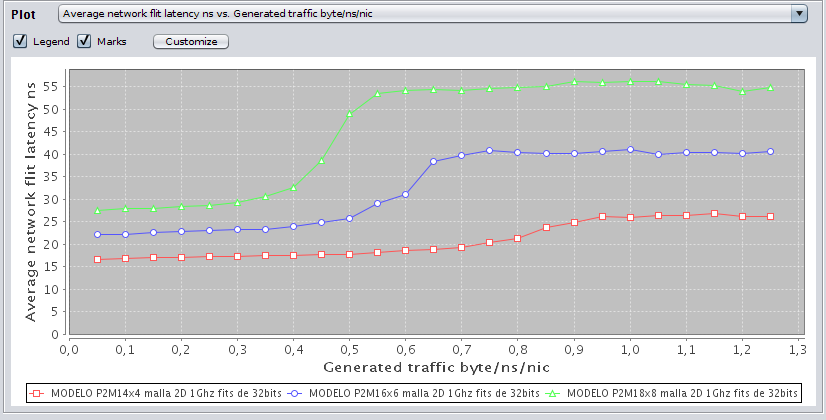 Plot Average network flit latency ns vs. Generated traffic byte/ns/nic
Legend Marks Customize
Average network flit latency ns
55
50
45
40
35
30
25
20
15
10
5
0
0,0 0,1 0,2 0,3 0,4 0,5 0,6 0,7 0,8 0,9 1,0 1,1 1,2 1,3
Generated traffic byte/ns/nic
MODELO P2M14x4 malla 2D 1Ghz fits de 32bits MODELO P2M16x6 malla 2D 1Ghz fits de 32bits MODELO P2M18x8 malla 2D 1Ghz fits de 32bits